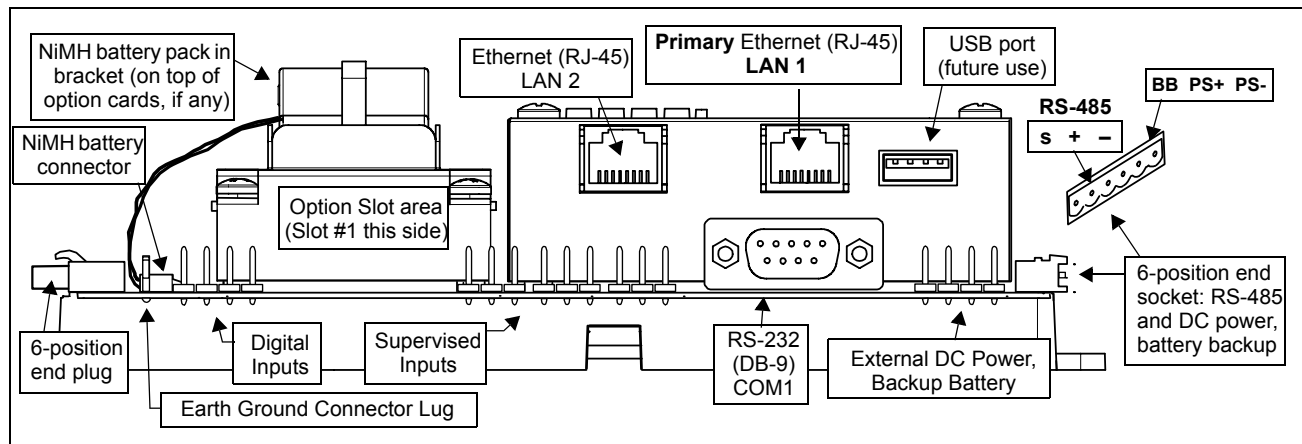 NiMH battery pack in
bracket (on top of
option cards, if any)
NiMH battery
connector
Ethernet (RJ-45)
LAN 2
Primary Ethernet (RJ-45)
LAN 1
USB port
(future use)
BB PS+ PS-
RS-485
s + –
Option Slot area
(Slot #1 this side)
6-position
end plug
Digital
Inputs
Supervised
Inputs
RS-232
(DB-9)
COM1
External DC Power,
Backup Battery
6-position end
socket: RS-485
and DC power,
battery backup
Earth Ground Connector Lug